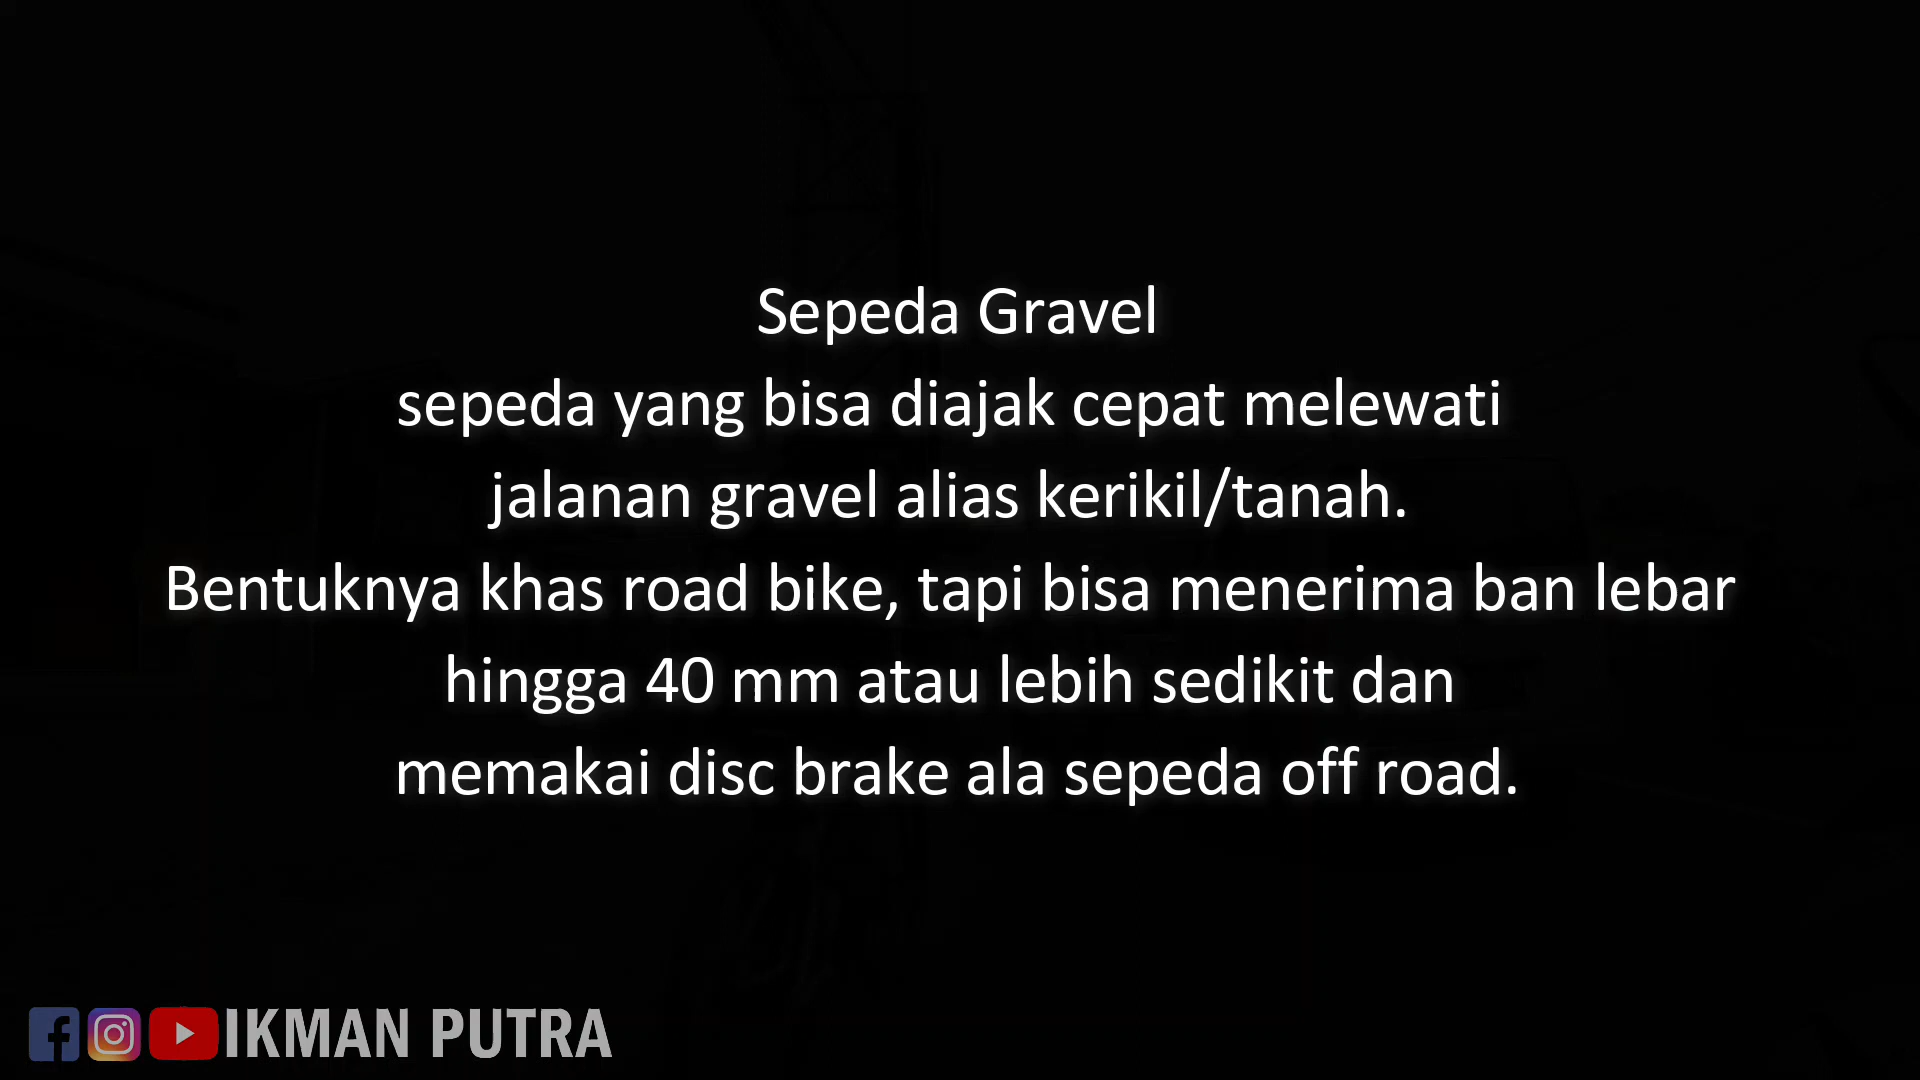 Sepeda Gravel
sepeda yang bisa diajak cepat melewati
jalanan gravel alias kerikil/tanah.
Bentuknya khas road bike, tapi bisa menerima ban lebar
hingga 40 mm atau lebih sedikit dan
memakai disc brake ala sepeda off road.
IKMAN PUTRA